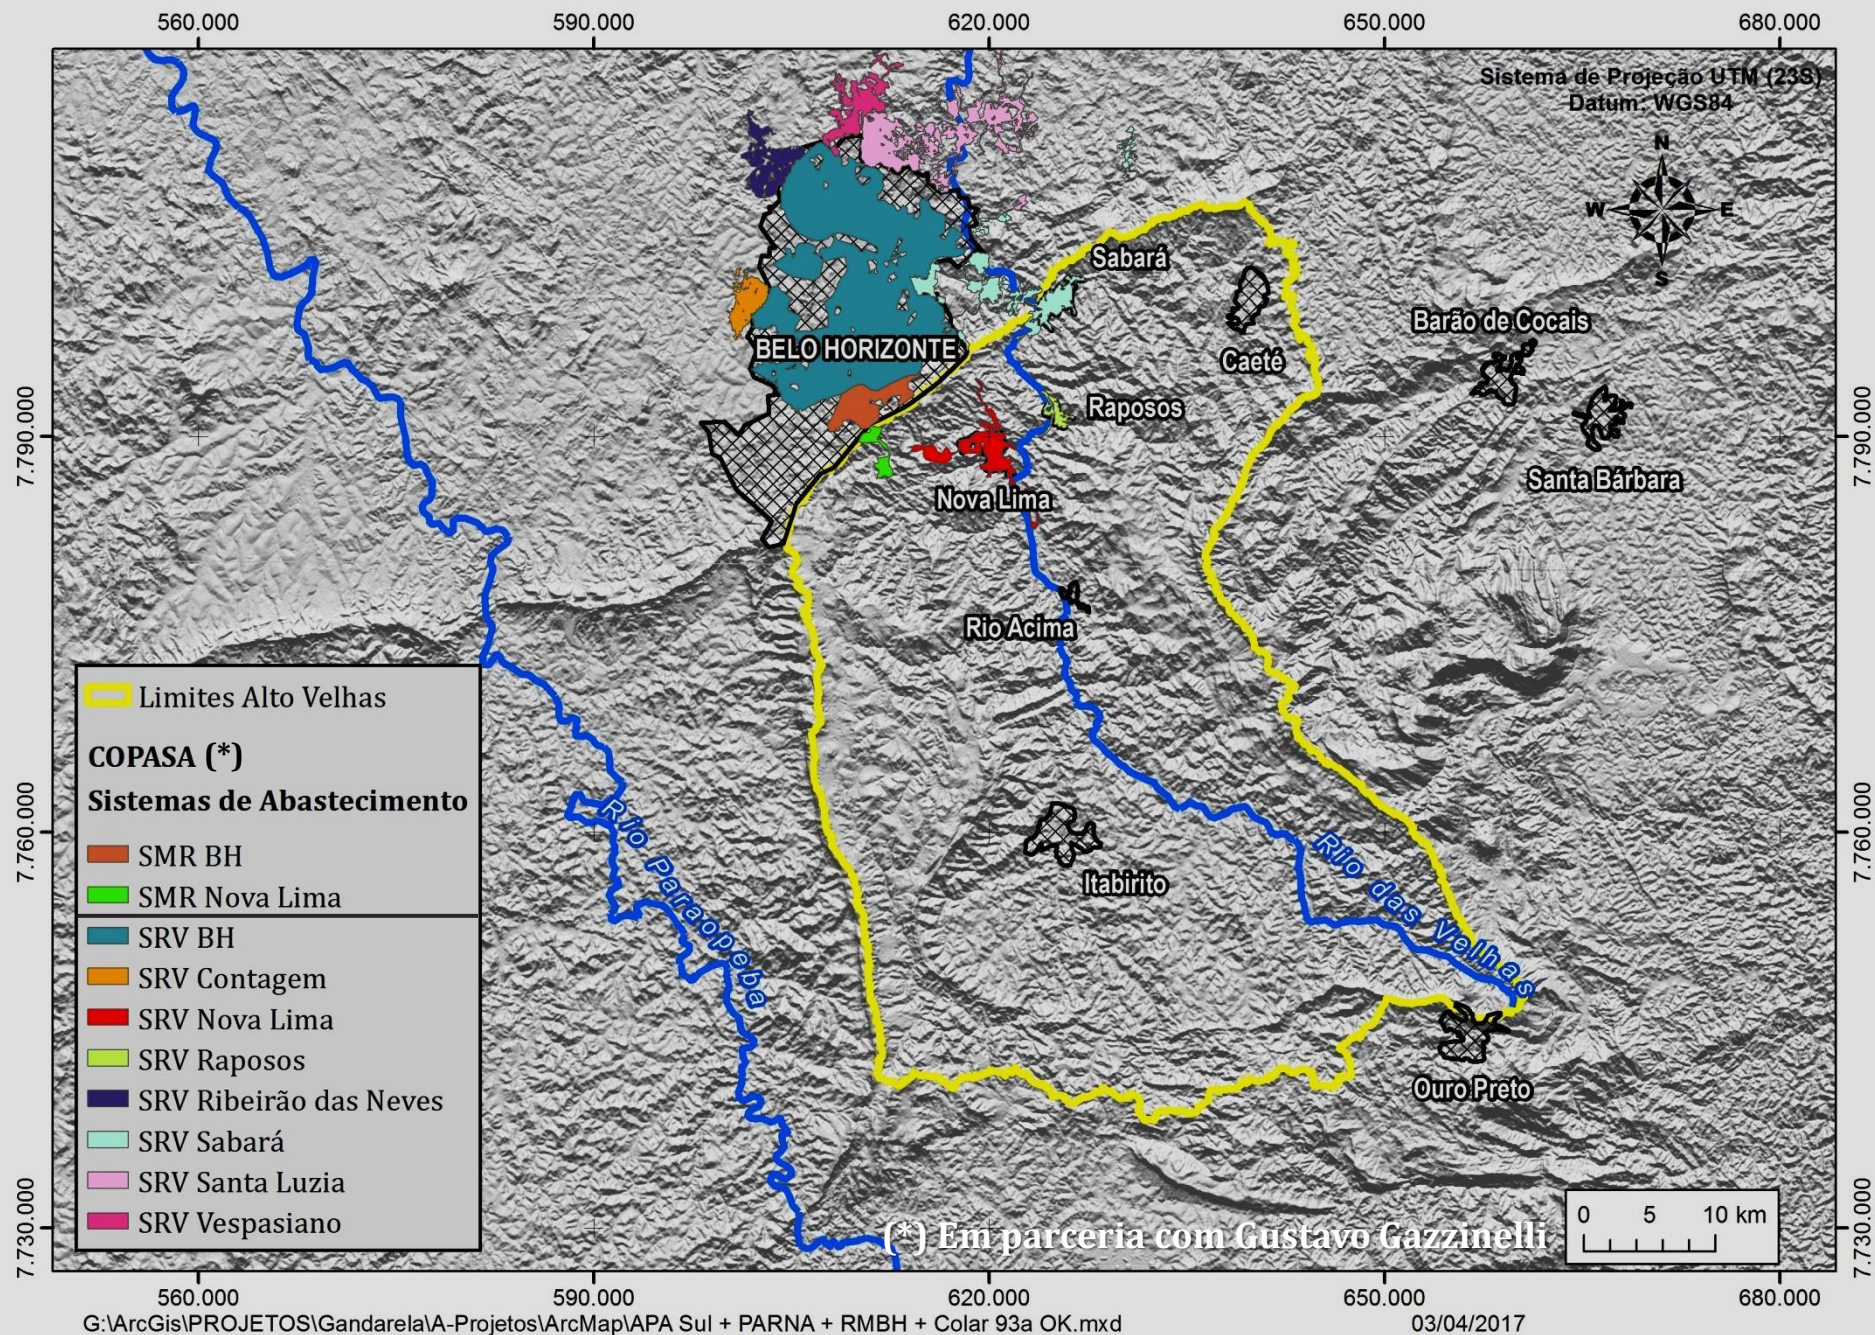 560.000
590.000
620.000
650.000
680.000
Sistema de Projeção UTM (23S)
Datum: WGS84
N
W
E
S
Sabará
Caeté
Barão de Cocais
BELO HORIZONTE
Raposos
Santa Bárbara
Nova Lima
Rio Acima
Itabirito
Ouro Preto
Rio Paraopeba
Rio das Velhas
7.790.000
7.760.000
7.730.000
7.790.000
7.760.000
7.730.000
Limites Alto Velhas
COPASA (*)
Sistemas de Abastecimento
SMR BH
SMR Nova Lima
SRV BH
SRV Contagem
SRV Nova Lima
SRV Raposos
SRV Ribeirão das Neves
SRV Sabará
SRV Santa Luzia
SRV Vespasiano
(*) Em parceria com Gustavo Gazzinelli
0 5 10 km
560.000
590.000
620.000
650.000
680.000
G:\ArcGis\PROJETOS\Gandarela\A-Projetos\ArcMap\APA Sul + PARNA + RMBH + Colar 93a OK.mxd
03/04/2017